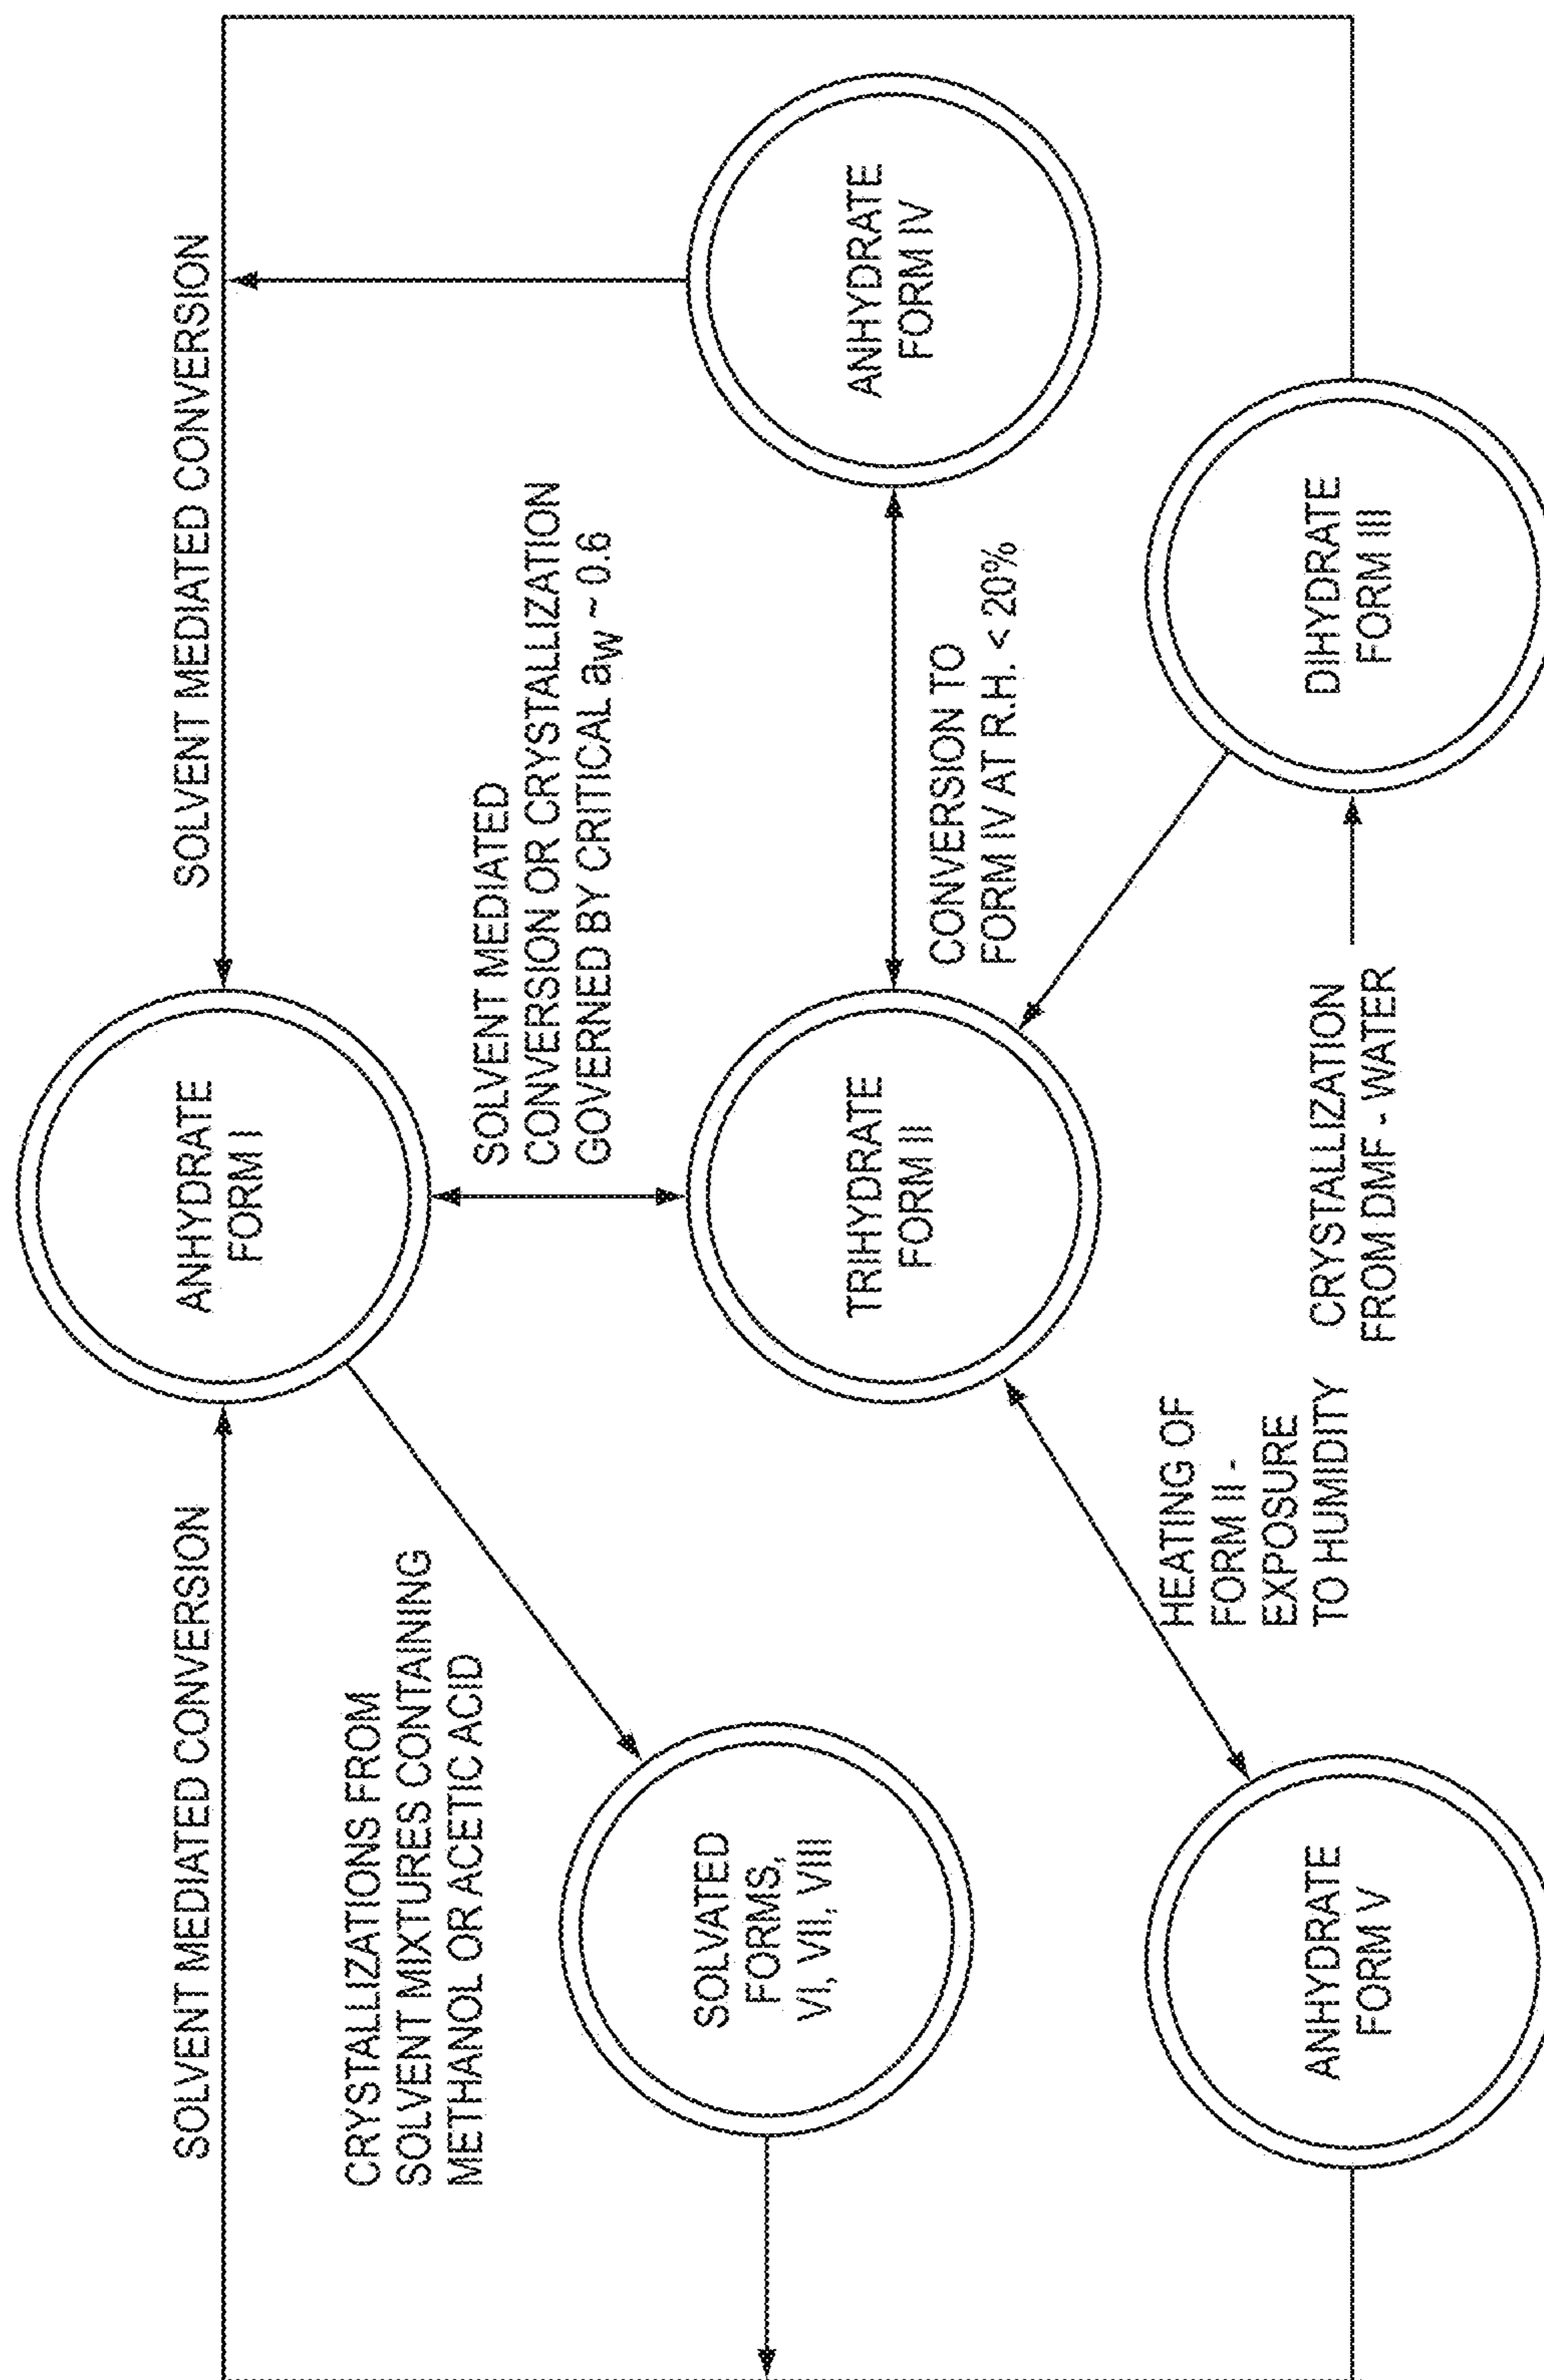 SOLVENT MEDIATED CONVERSION
ANHYDRATE
FORM I
SOLVENT MEDIATED CONVERSION
CRYSTALLIZATIONS FROM
SOLVENT MIXTURES CONTAINING
METHANOL OR ACETIC ACID
SOLVENT MEDIATED
CONVERSION OR CRYSTALLIZATION
GOVERNED BY CRITICAL aw ~ 0.6
SOLVATED
FORMS,
VI, VII, VIII
TRIHYDRATE
FORM II
ANHYDRATE
FORM IV
CONVERSION TO
FORM IV AT R.H. < 20%
HEATING OF
FORM II -
EXPOSURE
TO HUMIDITY
ANHYDRATE
FORM V
CRYSTALLIZATION
FROM DMF - WATER
DIHYDRATE
FORM III